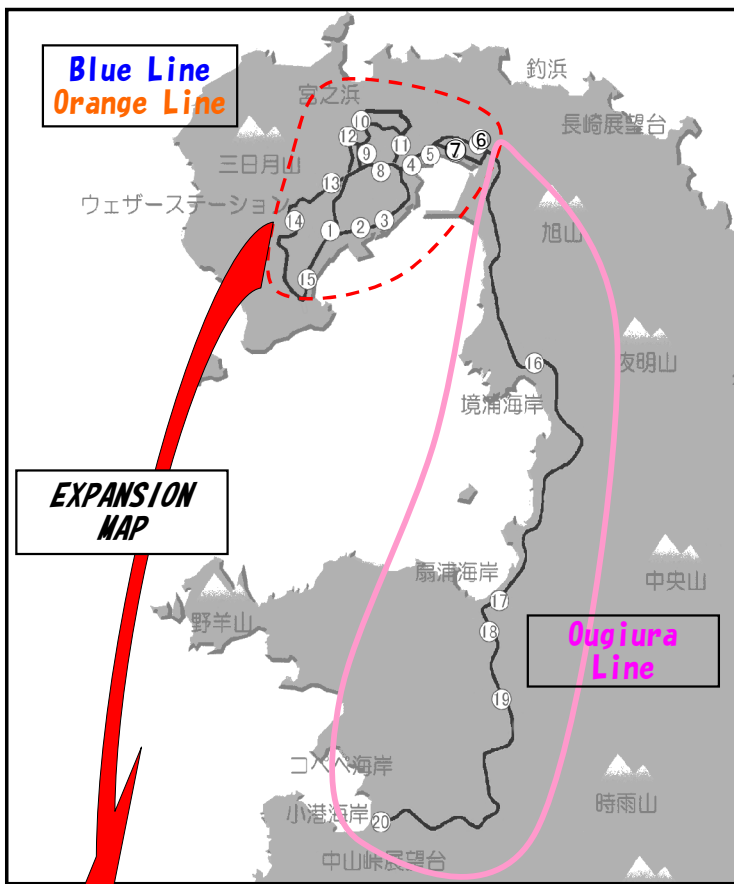 Blue Line
Orange Line
釣浜
宮之浜
長崎展望台
10
12
6
11
7
9
5
4
8
三日月山
13
ウェザーステーション
14
3
2
1
旭山
15
16
夜明山
境浦海岸
EXPANSION
MAP
扇浦海岸
中央山
17
野羊山
18
Ougiura
Line
19
コペペ海岸
時雨山
小港海岸
20
中山峠展望台